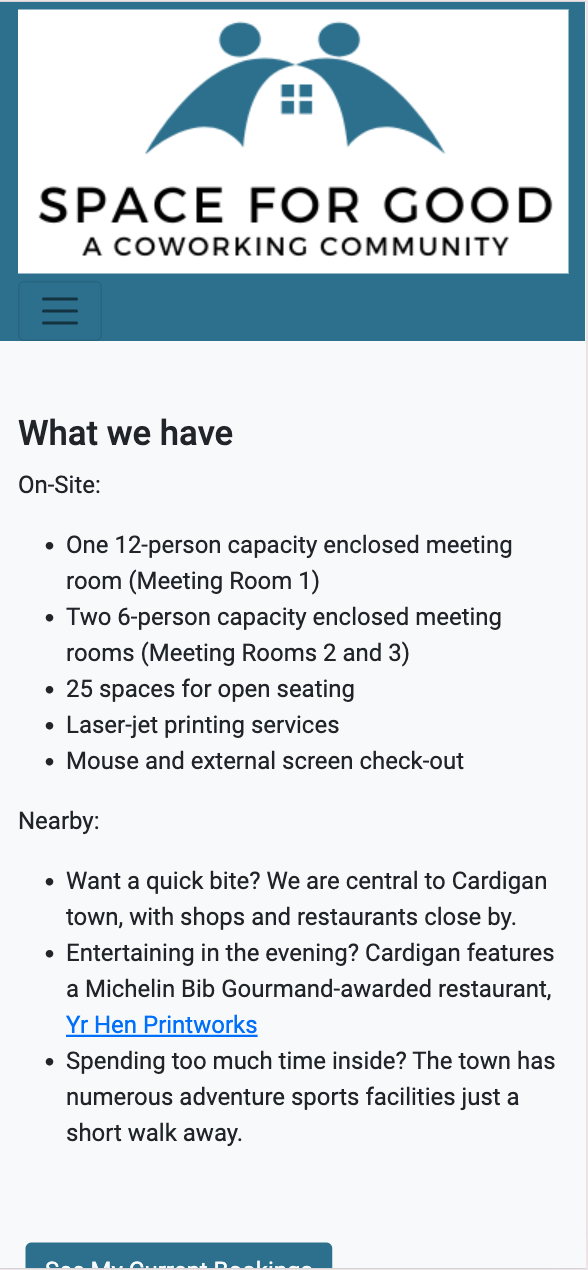 SPACE FOR GOOD
A COWORKING COMMUNITY
What we have
On-Site:
One 12-person capacity enclosed meeting
room (Meeting Room 1)
Two 6-person capacity enclosed meeting
rooms (Meeting Rooms 2 and 3)
25 spaces for open seating
Laser-jet printing services
Mouse and external screen check-out
Nearby:
Want a quick bite? We are central to Cardigan
town, with shops and restaurants close by.
Entertaining in the evening? Cardigan features
a Michelin Bib Gourmand-awarded restaurant,
Yr Hen Printworks
Spending too much time inside? The town has
numerous adventure sports facilities just a
short walk away.
See My Current Bookings